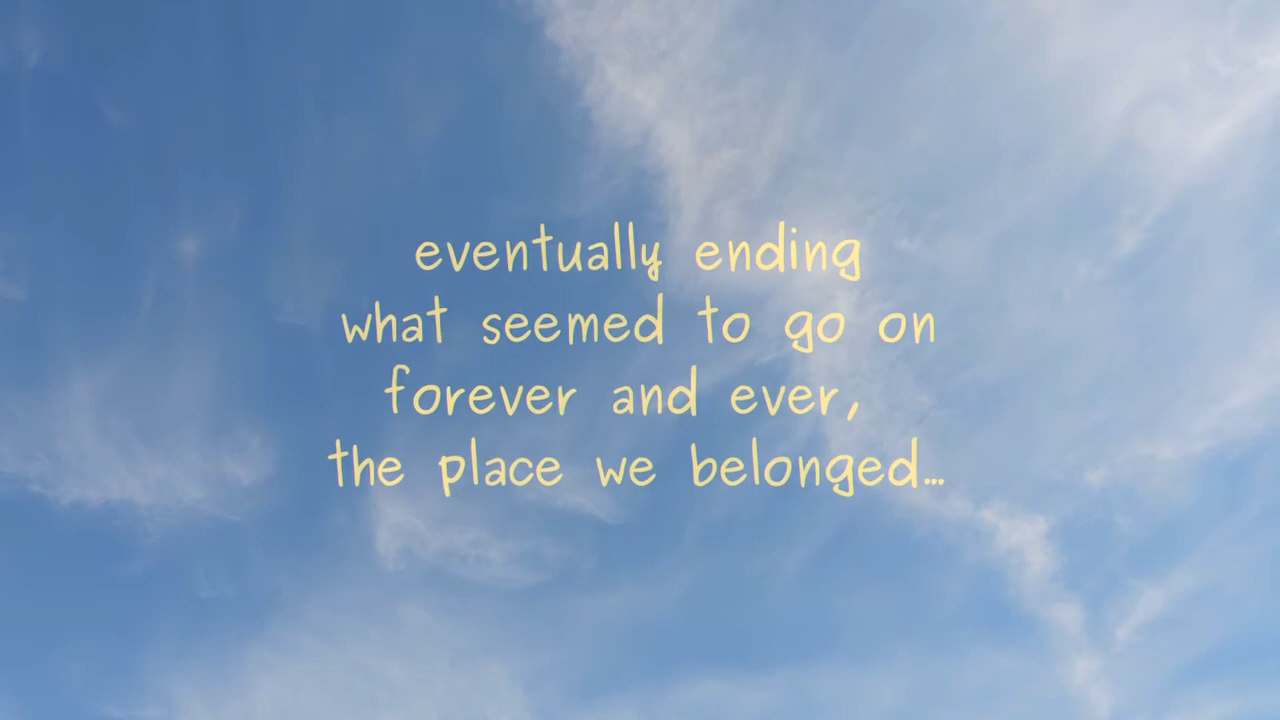 eventually ending
what seemed to go on
forever and ever,
the place we belonged...